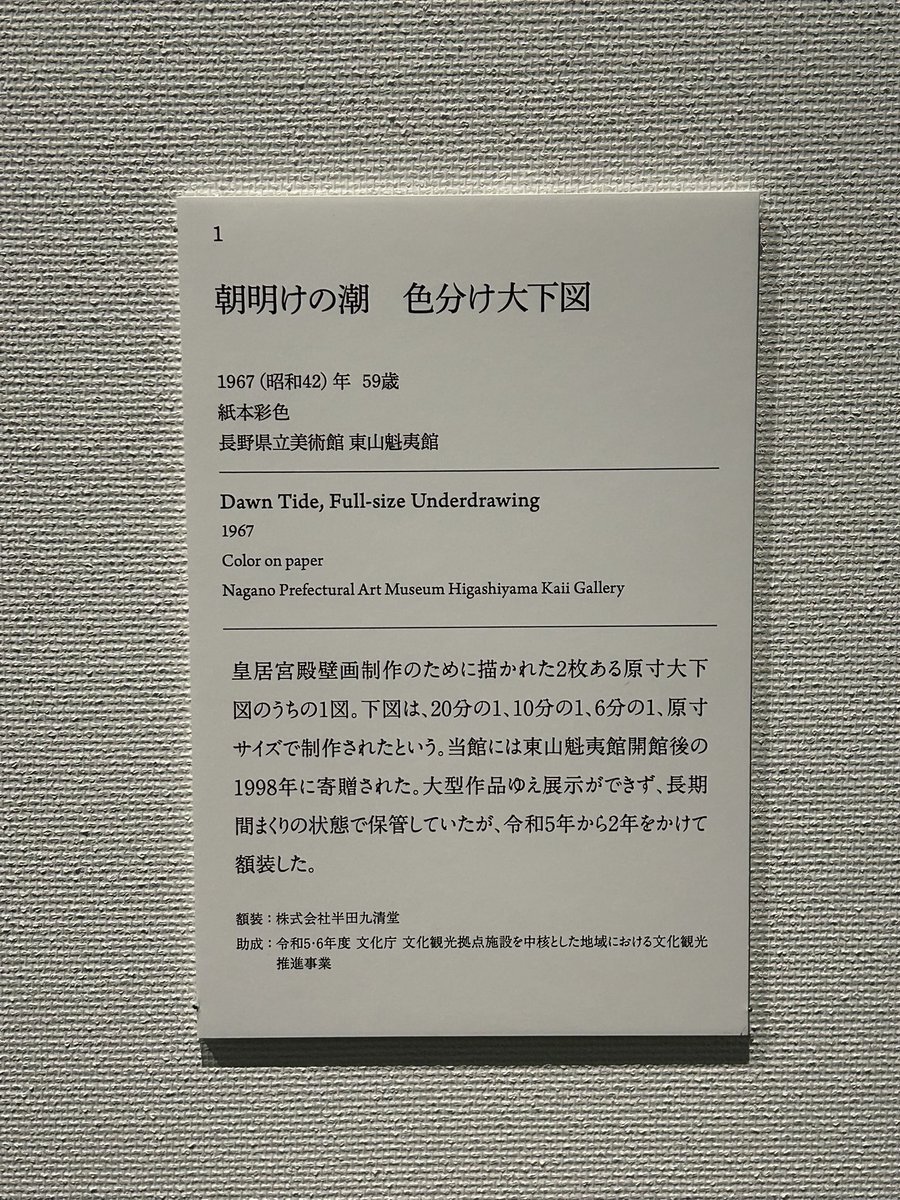 1
朝明けの潮　色分け大下図
1967（昭和42）年　59歳
紙本彩色
長野県立美術館 東山魁夷館
Dawn Tide, Full-size Underdrawing
1967
Color on paper
Nagano Prefectural Art Museum Higashiyama Kaii Gallery
皇居宮殿壁画制作のために描かれた2枚ある原寸大下
図のうちの1図。下図は、20分の1、10分の1、6分の1、原寸
サイズで制作されたという。当館には東山魁夷館開館後の
1998年に寄贈された。大型作品ゆえ展示ができず、長期
間まくりの状態で保管していたが、令和5年から2年をかけて
額装した。
額装：株式会社半田九清堂
助成：令和5・6年度 文化庁 文化観光拠点施設を中核とした地域における文化観光
推進事業